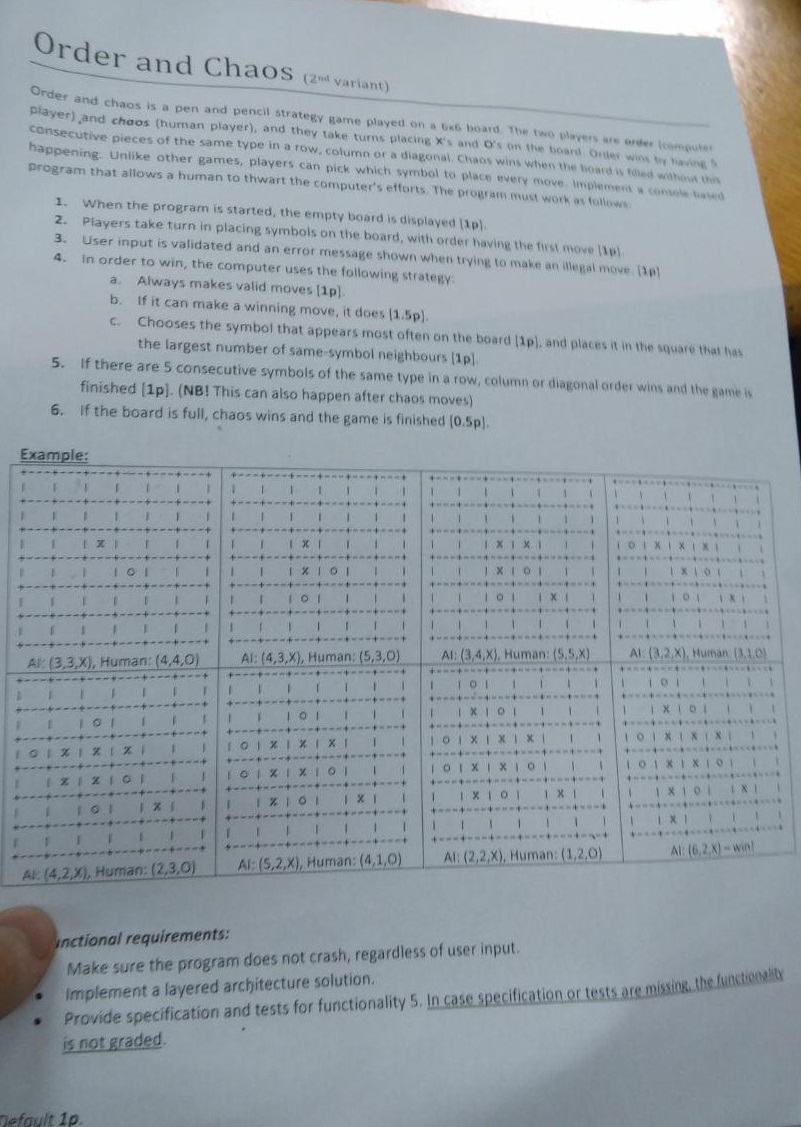 Order and Chaos (2nd variant)
Order and chaos is a pen and pencil strategy game played on a 6x6 board. The two players are order (computer
player) and chaos (human player), and they take turns placing X's and O's on the board. Order wins by having 5
consecutive pieces of the same type in a row, column or a diagonal. Chaos wins when the board is filled without this
happening. Unlike other games, players can pick which symbol to place every move. Implement a console-based
program that allows a human to thwart the computer's efforts. The program must work as follows:
1. When the program is started, the empty board is displayed [1p].
2. Players take turn in placing symbols on the board, with order having the first move [1p].
3. User input is validated and an error message shown when trying to make an illegal move. [1p]
4. In order to win, the computer uses the following strategy:
a. Always makes valid moves [1p].
b. If it can make a winning move, it does [1.5p].
c. Chooses the symbol that appears most often on the board [1p], and places it in the square that has
the largest number of same-symbol neighbours [1p].
5. If there are 5 consecutive symbols of the same type in a row, column or diagonal order wins and the game is
finished [1p]. (NB! This can also happen after chaos moves)
6. If the board is full, chaos wins and the game is finished [0.5p].
Example:
X X X X O X X X
O X O X O X O
O O X O X
AI: (3,3,X), Human: (4,4,O) AI: (4,3,X), Human: (5,3,O) AI: (3,4,X), Human: (5,5,X) AI: (3,2,X), Human: (3,1,O)
O O
O O X O X O
O X X X O X X X O X X X O X X X
X X O O X X O O X X O O X X O
O X X O X X O X X O X
X
AI: (4,2,X), Human: (2,3,O) AI: (5,2,X), Human: (4,1,O) AI: (2,2,X), Human: (1,2,O) AI: (6,2,X) – win!
unctional requirements:
Make sure the program does not crash, regardless of user input.
• Implement a layered architecture solution.
• Provide specification and tests for functionality 5. In case specification or tests are missing, the functionality
is not graded.
Default 1p.